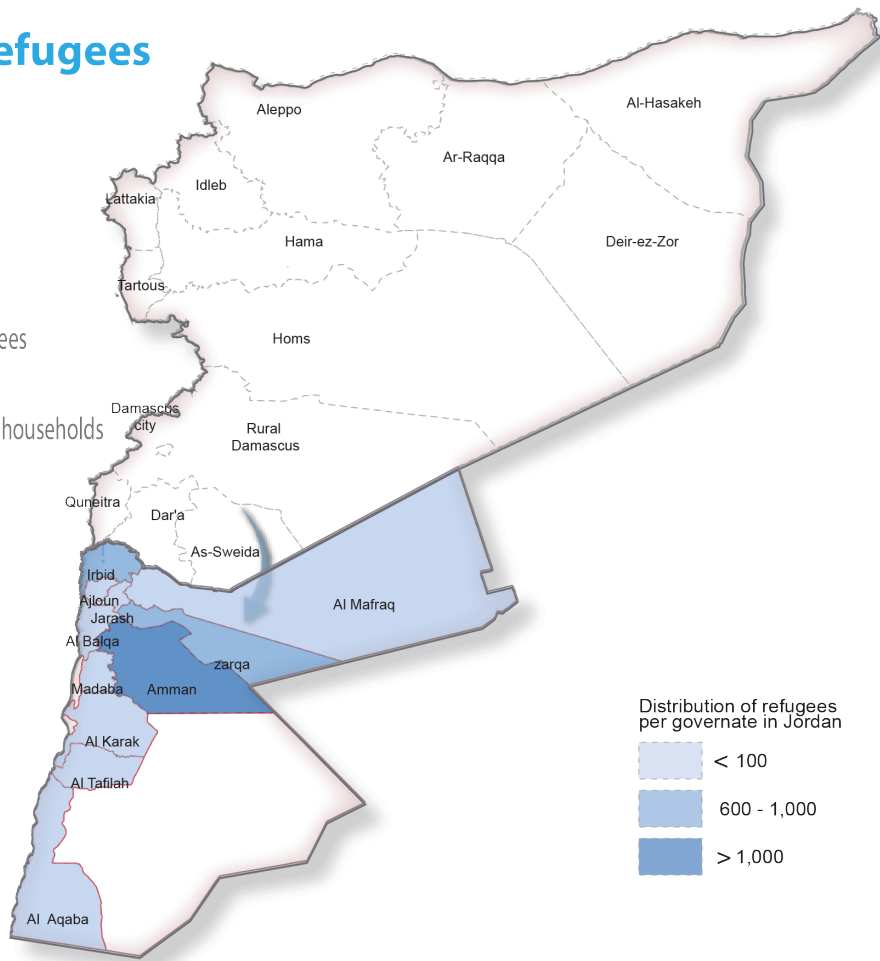 efugees
Aleppo
Al-Hasakeh
Ar-Raqqa
Idleb
Lattakia
Hama
Deir-ez-Zor
Tartous
ees
Homs
Damascus
city
households
Rural
Damascus
Quneitra
Dar'a
As-Sweida
Irbid
Ajloun
Al Mafraq
Jarash
Al Balqa
zarqa
Madaba
Amman
Distribution of refugees
per governate in Jordan
Al Karak
< 100
Al Tafilah
600 - 1,000
> 1,000
Al Aqaba